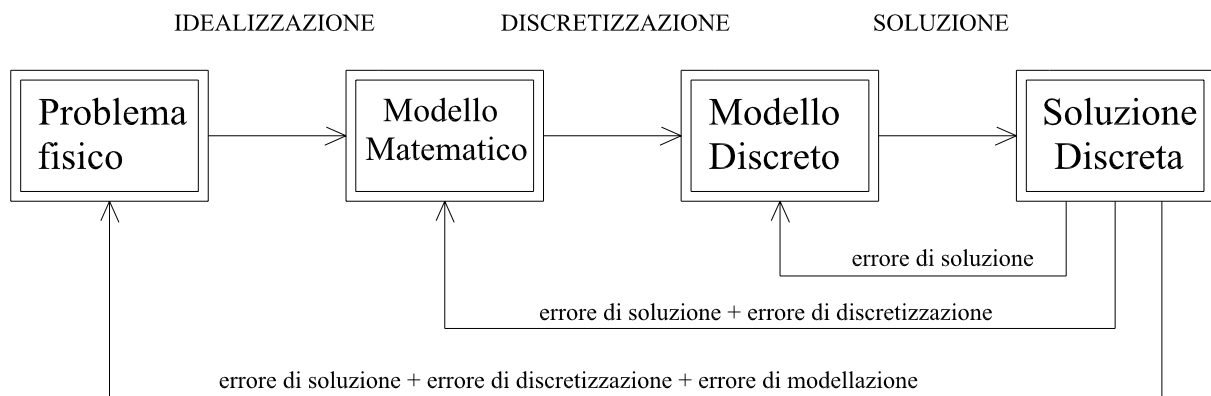 IDEALIZZAZIONE
DISCRETIZZAZIONE
SOLUZIONE
Problema
fisico
Modello
Matematico
Modello
Discreto
Soluzione
Discreta
errore di soluzione
errore di soluzione + errore di discretizzazione
errore di soluzione + errore di discretizzazione + errore di modellazione